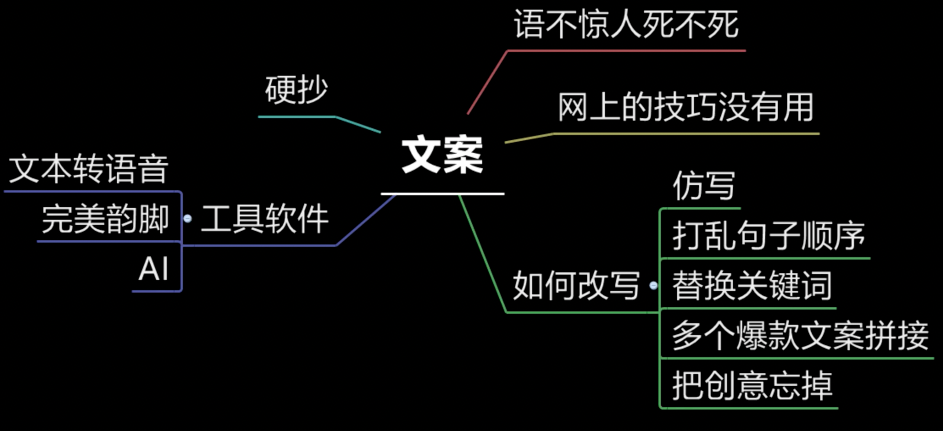 语不惊人死不死
硬抄
网上的技巧没有用
文案
文本转语音
完美韵脚
工具软件
AI
如何改写
仿写
打乱句子顺序
替换关键词
多个爆款文案拼接
把创意忘掉